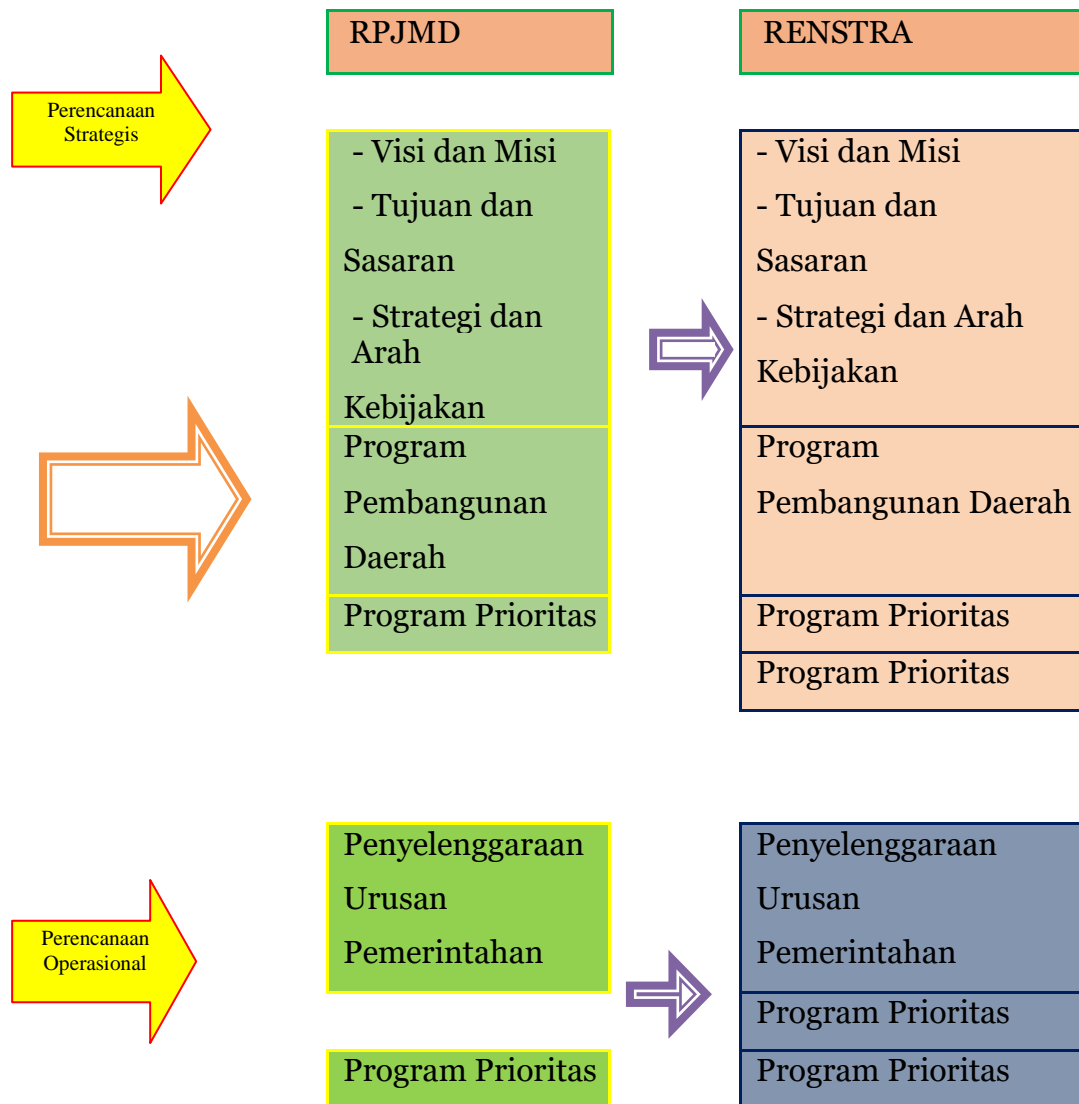 RPJMD
RENSTRA
Perencanaan
Strategis
- Visi dan Misi
- Tujuan dan
Sasaran
- Strategi dan
Arah
Kebijakan
Program
Pembangunan
Daerah
Program Prioritas
- Visi dan Misi
- Tujuan dan
Sasaran
- Strategi dan Arah
Kebijakan
Program
Pembangunan Daerah
Program Prioritas
Program Prioritas
Perencanaan
Operasional
Penyelenggaraan
Urusan
Pemerintahan
Program Prioritas
Penyelenggaraan
Urusan
Pemerintahan
Program Prioritas
Program Prioritas